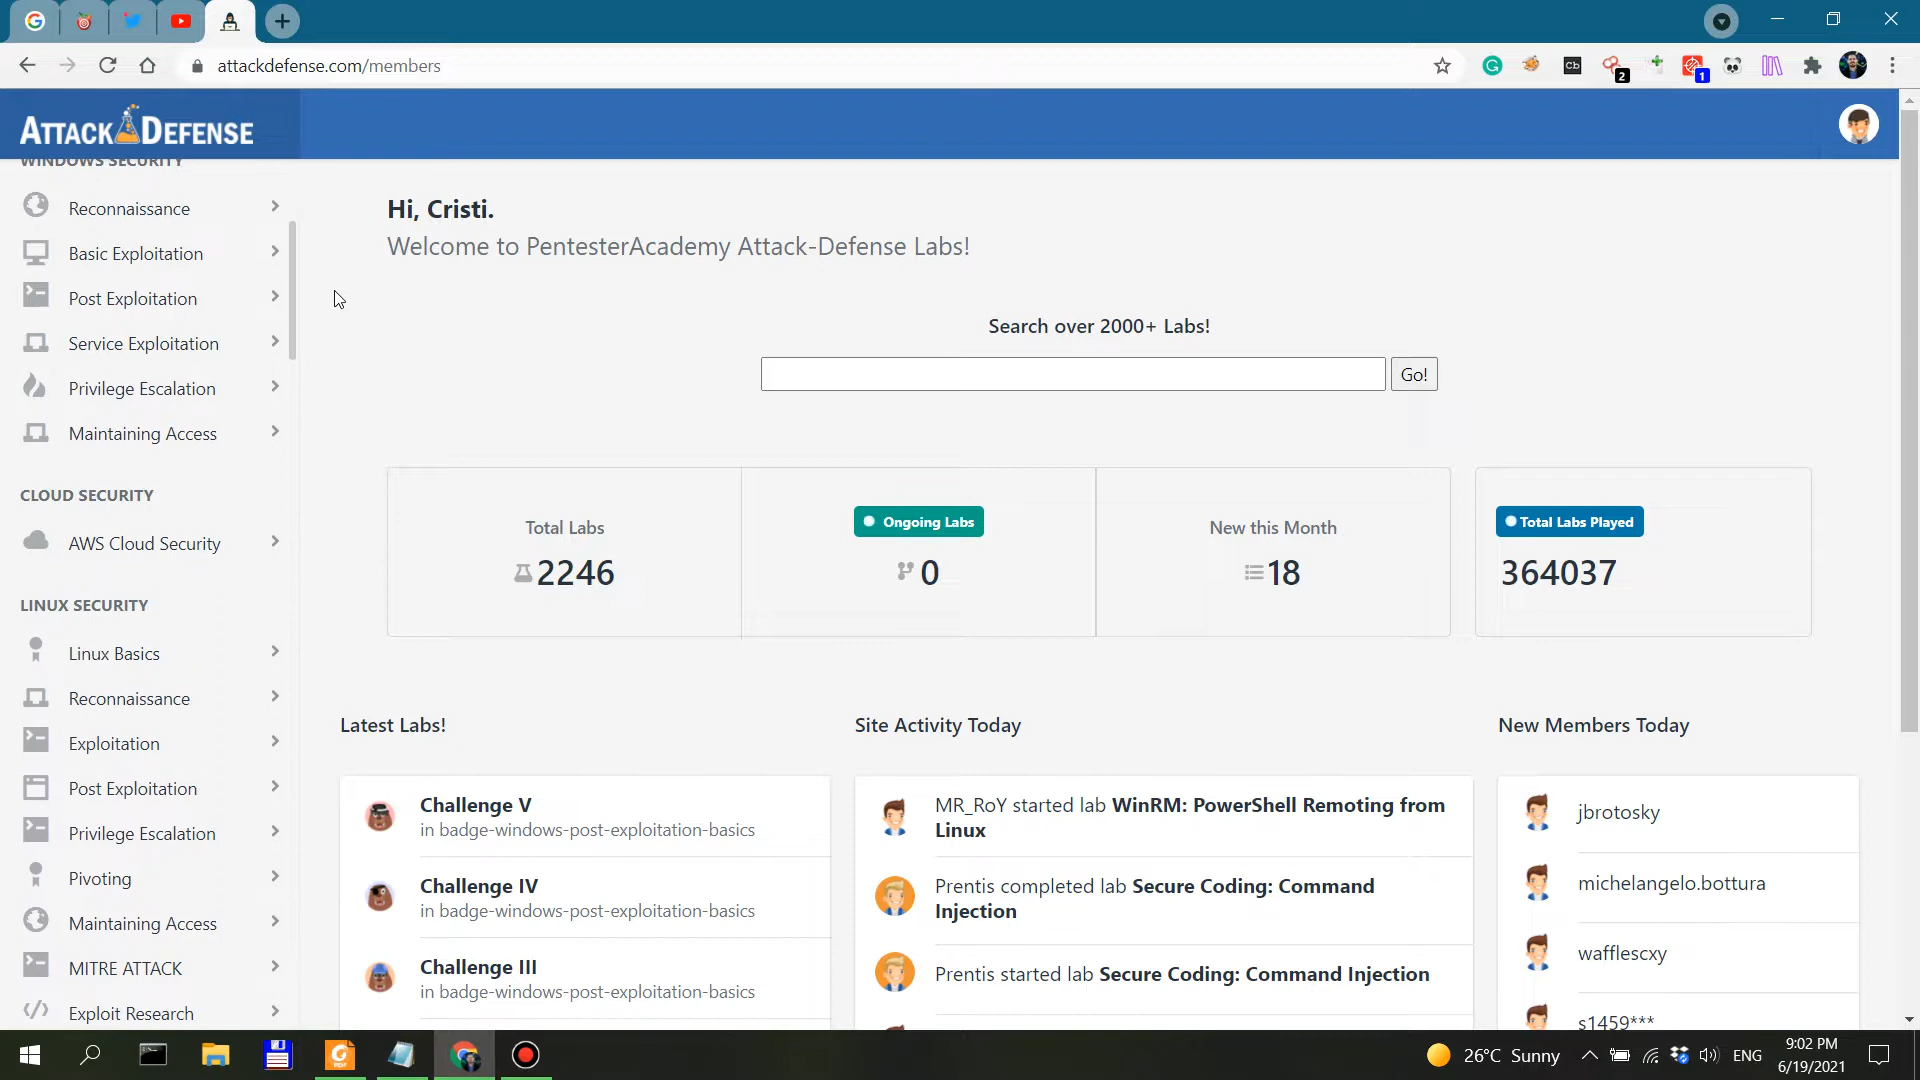 attackdefense.com/members
2
1
ATTACK DEFENSE
WINDOWS SECURITY
Reconnaissance
Basic Exploitation
Post Exploitation
Service Exploitation
Privilege Escalation
Maintaining Access
CLOUD SECURITY
AWS Cloud Security
LINUX SECURITY
Linux Basics
Reconnaissance
Exploitation
Post Exploitation
Privilege Escalation
Pivoting
Maintaining Access
MITRE ATTACK
Exploit Research
Hi, Cristi.
Welcome to PentesterAcademy Attack-Defense Labs!
Search over 2000+ Labs!
Go!
Total Labs
2246
Ongoing Labs
0
New this Month
18
Total Labs Played
364037
Latest Labs!
Challenge V
in badge-windows-post-exploitation-basics
Challenge IV
in badge-windows-post-exploitation-basics
Challenge III
in badge-windows-post-exploitation-basics
Site Activity Today
MR_RoY started lab WinRM: PowerShell Remoting from
Linux
Prentis completed lab Secure Coding: Command
Injection
Prentis started lab Secure Coding: Command Injection
New Members Today
jbrotosky
michelangelo.bottura
wafflescxy
s1459***
26°C Sunny
ENG
9:02 PM
6/19/2021